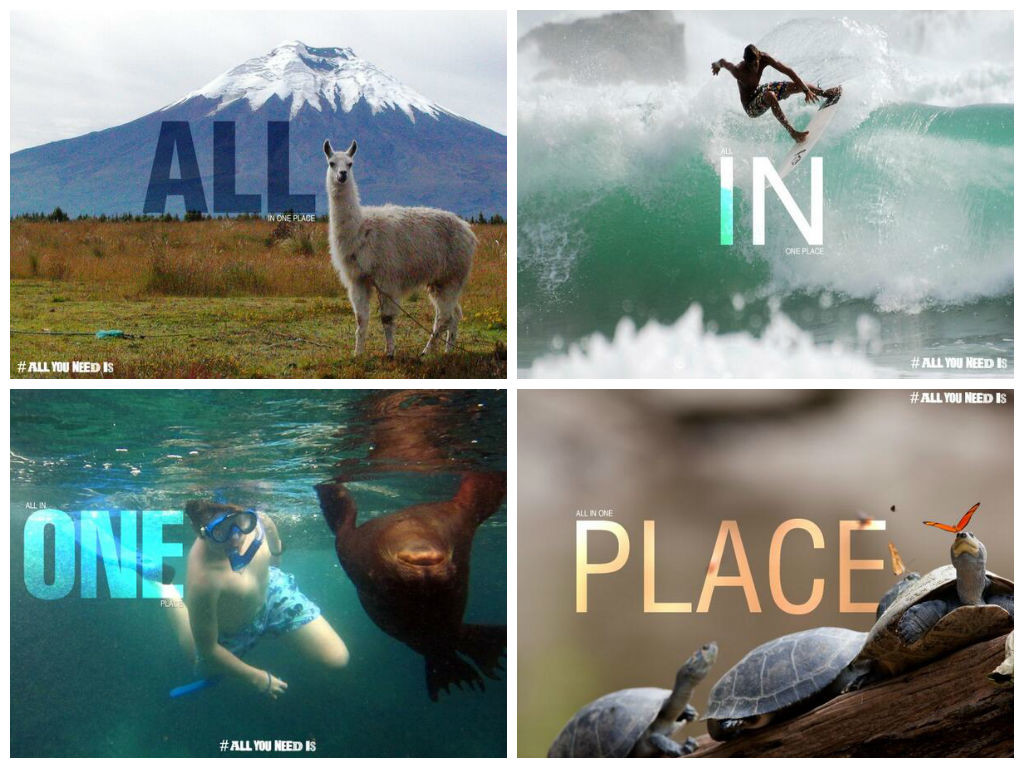 ALL
IN ONE PLACE
# ALL YOU NEED IS
ALL
IN
ONE PLACE
# ALL YOU NEED IS
ALL IN
ONE
PLACE
# ALL YOU NEED IS
# ALL YOU NEED IS
ALL IN ONE
PLACE